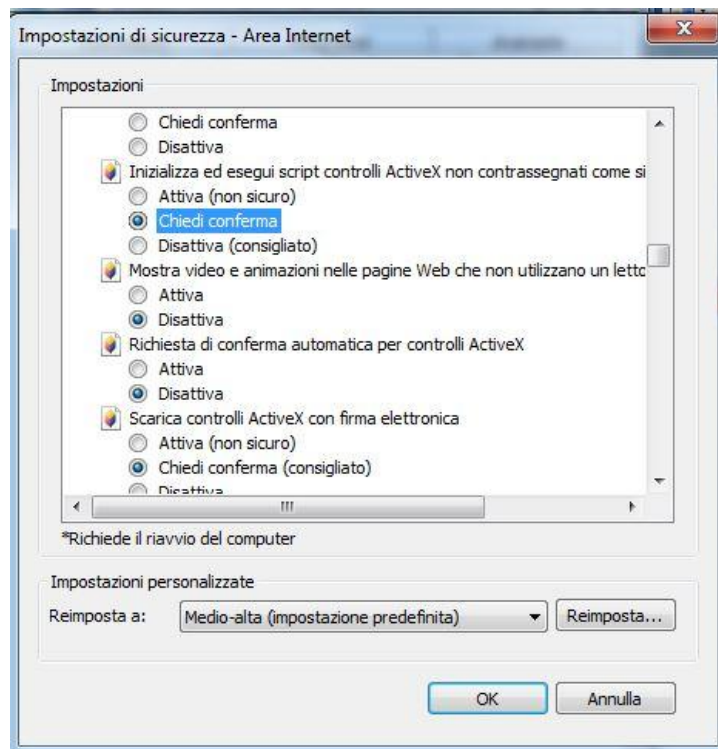 Impostazioni di sicurezza - Area Internet
Impostazioni
Chiedi conferma
Disattiva
Inizializza ed esegui script controlli ActiveX non contrassegnati come si
Attiva (non sicuro)
Chiedi conferma
Disattiva (consigliato)
Mostra video e animazioni nelle pagine Web che non utilizzano un letto
Attiva
Disattiva
Richiesta di conferma automatica per controlli ActiveX
Attiva
Disattiva
Scarica controlli ActiveX con firma elettronica
Attiva (non sicuro)
Chiedi conferma (consigliato)
Disattiva
*Richiede il riavvio del computer
Impostazioni personalizzate
Reimposta a: Medio-alta (impostazione predefinita) Reimposta...
OK Annulla